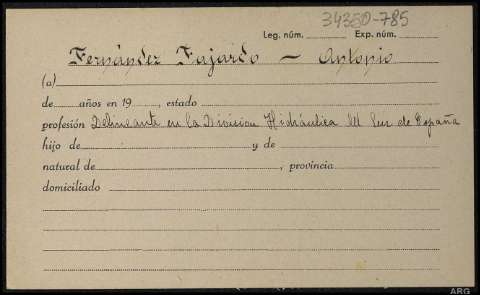 34350-785
Leg. núm. Exp. núm.
Fernández Fajardo — Antonio
(a)
de años en 19 , estado
profesión Delineante en la Division Hidráulica del Sur de España
hijo de y de
natural de , provincia
domiciliado
ARG